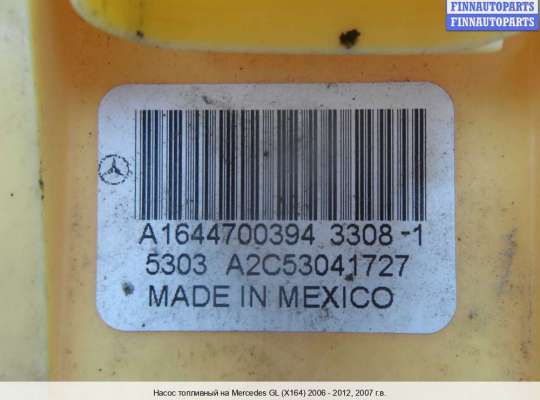 FINNAUTOPARTS
FINNAUTOPARTS
A1644700394 3308-1
5303 A2C53041727
MADE IN MEXICO
Насос топливный на Mercedes GL (X164) 2006 - 2012, 2007 г.в.